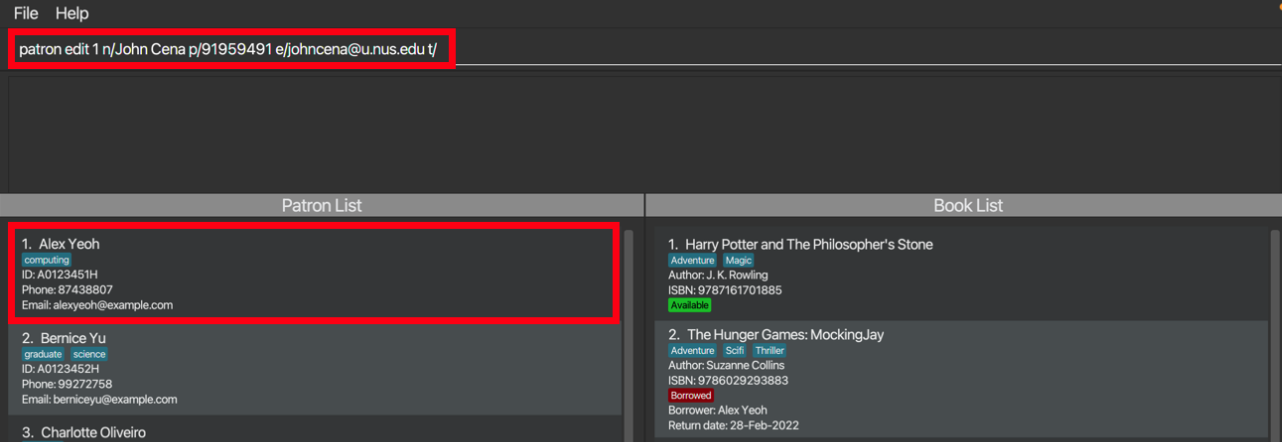 File Help
patron edit 1 n/John Cena p/91959491 e/johncena@u.nus.edu t/
Patron List
1. Alex Yeoh
computing
ID: A0123451H
Phone: 87438807
Email: alexyeoh@example.com
2. Bernice Yu
graduate science
ID: A0123452H
Phone: 99272758
Email: berniceyu@example.com
3. Charlotte Oliveiro
Book List
1. Harry Potter and The Philosopher's Stone
Adventure Magic
Author: J. K. Rowling
ISBN: 9787161701885
Available
2. The Hunger Games: MockingJay
Adventure Scifi Thriller
Author: Suzanne Collins
ISBN: 9786029293883
Borrowed
Borrower: Alex Yeoh
Return date: 28-Feb-2022